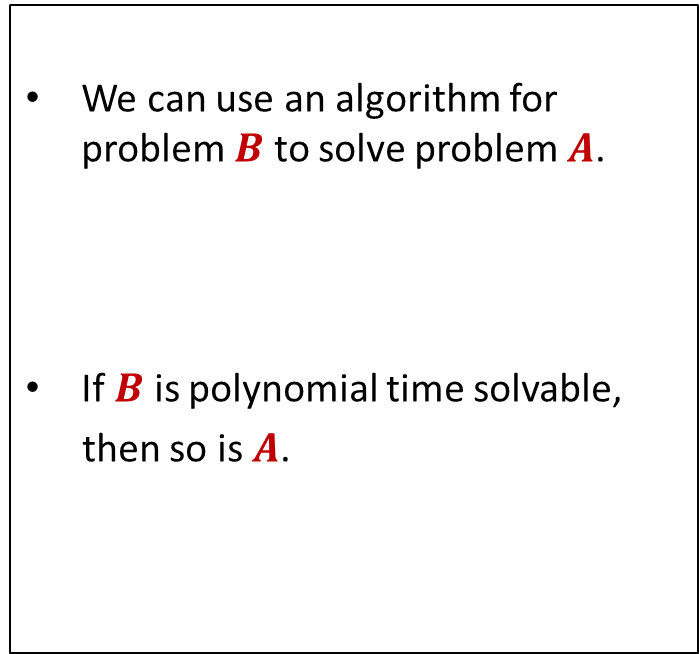 • We can use an algorithm for
problem B to solve problem A.
• If B is polynomial time solvable,
then so is A.